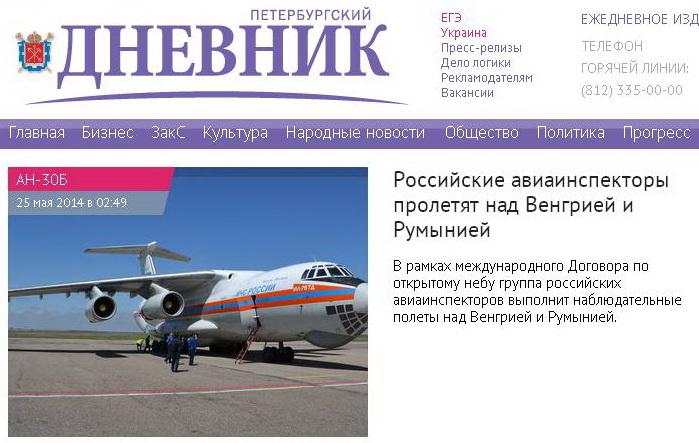 ПЕТЕРБУРГСКИЙ
ДНЕВНИК
ЕГЭ
Украина
Пресс-релизы
Дело логики
Рекламодателям
Вакансии
ЕЖЕДНЕВНОЕ ИЗД
ТЕЛЕФОН
ГОРЯЧЕЙ ЛИНИИ:
(812) 335-00-00
Главная Бизнес ЗакС Культура Народные новости Общество Политика Прогресс
АН-30Б
25 мая 2014 в 02:49
МЧС РОССИИ
Российские авиаинспекторы
пролетят над Венгрией и
Румынией
В рамках международного Договора по
открытому небу группа российских
авиаинспекторов выполнит наблюдательные
полеты над Венгрией и Румынией.